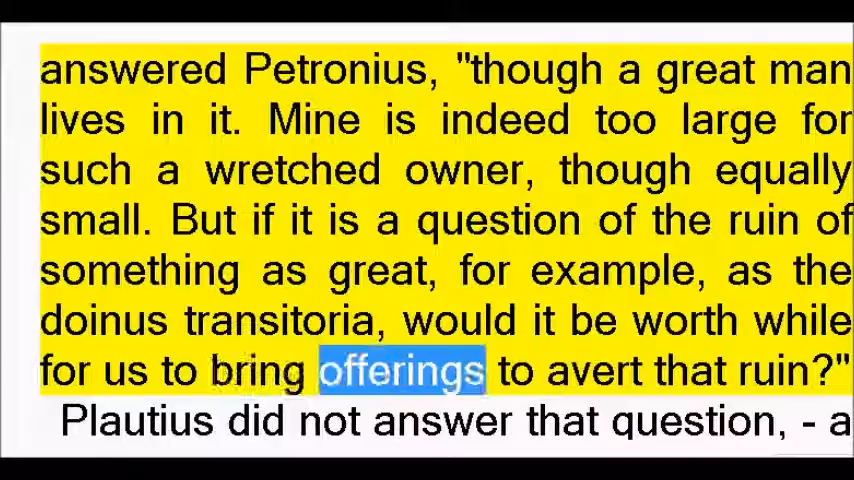 answered Petronius, "though a great man
lives in it. Mine is indeed too large for
such a wretched owner, though equally
small. But if it is a question of the ruin of
something as great, for example, as the
doinus transitoria, would it be worth while
for us to bring offerings to avert that ruin?"
Plautius did not answer that question, - a